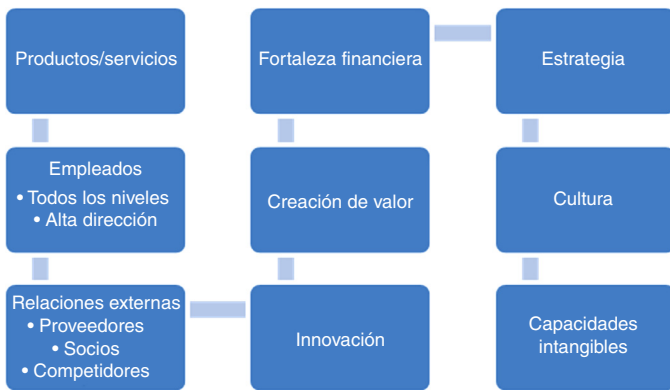 Productos/servicios
Empleados
• Todos los niveles
• Alta dirección
Relaciones externas
• Proveedores
• Socios
• Competidores
Innovación
Creación de valor
Fortaleza financiera
Estrategia
Cultura
Capacidades
intangibles